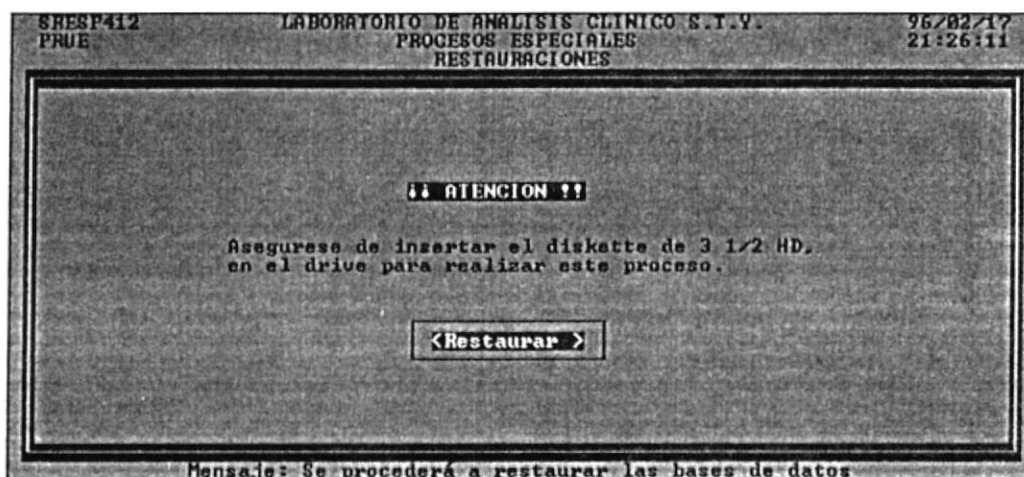 SRESP412 LABORATORIO DE ANALISIS CLINICO S.T.Y. 96/02/17
PRUE PROCESOS ESPECIALES 21:26:11
RESTAURACIONES
¡¡ ATENCION !!
Asegurese de insertar el diskette de 3 1/2 HD,
en el drive para realizar este proceso.
<Restaurar >
Mensaje: Se procederá a restaurar las bases de datos